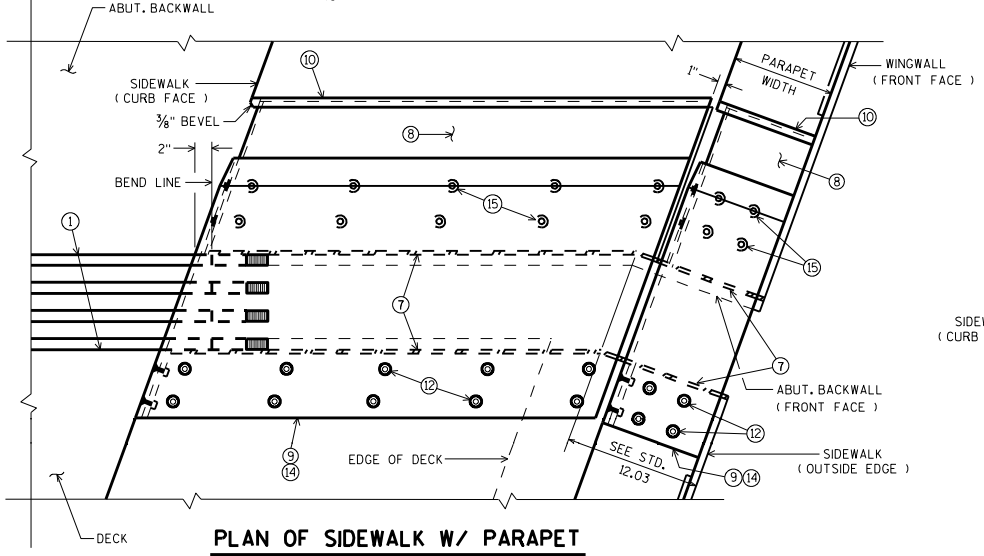 ABUT. BACKWALL
SIDEWALK
( CURB FACE )
3/8" BEVEL
2"
BEND LINE
10
8
15
1
7
12
9
14
1"
PARAPET
WIDTH
WINGWALL
( FRONT FACE )
10
8
15
SIDEW
( CURB
7
ABUT. BACKWALL
( FRONT FACE )
12
EDGE OF DECK
SEE STD.
12.03
9 14
SIDEWALK
( OUTSIDE EDGE )
DECK
PLAN OF SIDEWALK W/ PARAPET